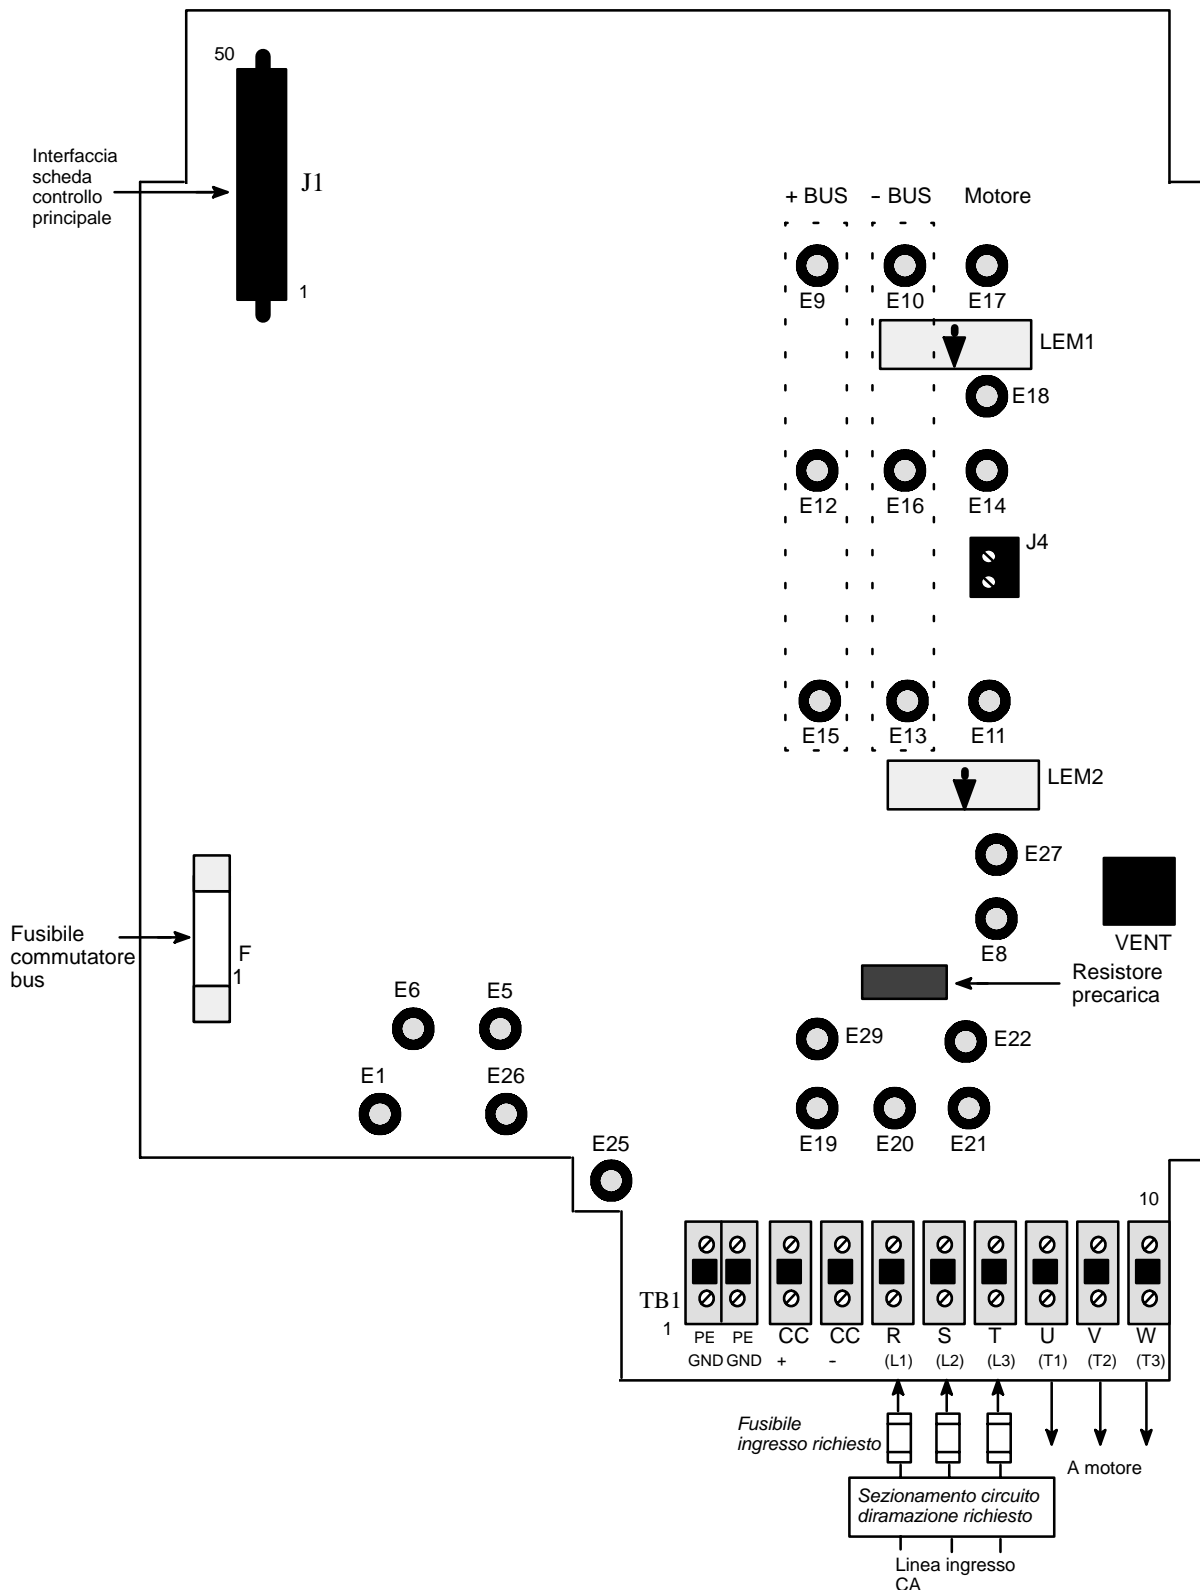 50
Interfaccia
scheda
controllo
principale
J1
1
+ BUS
- BUS
Motore
E9
E10
E17
LEM1
E18
E12
E16
E14
J4
E15
E13
E11
LEM2
E27
E8
VENT
Fusibile
commutatore
bus
F
1
Resistore
precarica
E6
E5
E29
E22
E1
E26
E19
E20
E21
E25
10
TB1
1
PE
PE
CC
CC
R
S
T
U
V
W
GND
GND
+
-
(L1)
(L2)
(L3)
(T1)
(T2)
(T3)
Fusibile
ingresso richiesto
A motore
Sezionamento circuito
diramazione richiesto
Linea ingresso
CA